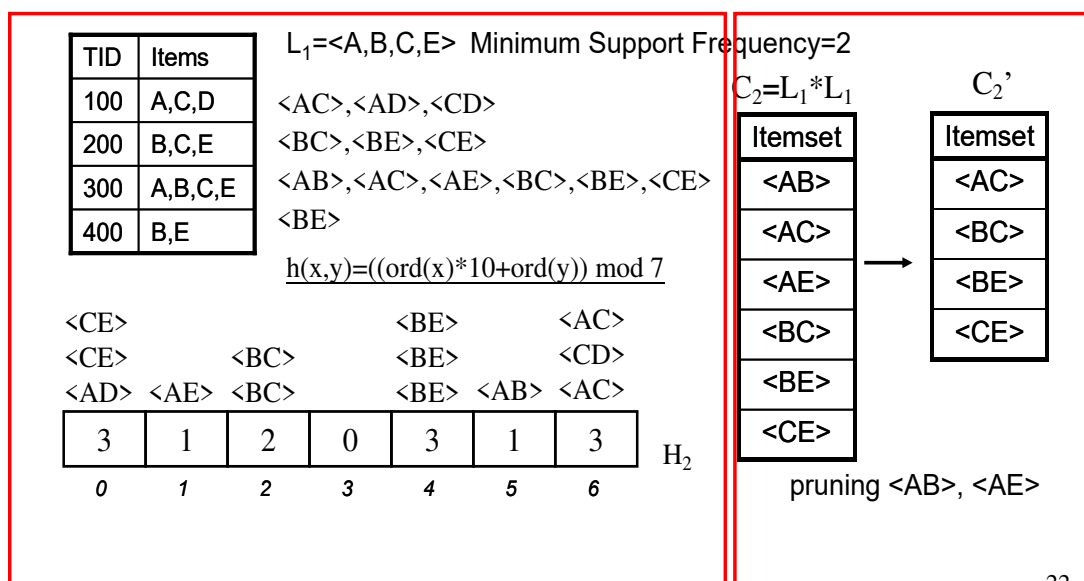 L1=<A,B,C,E> Minimum Support Frequency=2
TID Items
100 A,C,D
200 B,C,E
300 A,B,C,E
400 B,E
<AC>,<AD>,<CD>
<BC>,<BE>,<CE>
<AB>,<AC>,<AE>,<BC>,<BE>,<CE>
<BE>
h(x,y)=((ord(x)*10+ord(y)) mod 7
<CE> <BE> <AC>
<CE> <BC> <BE> <CD>
<AD> <AE> <BC> <BE> <AB> <AC>
3 1 2 0 3 1 3 H2
0 1 2 3 4 5 6
C2=L1*L1
Itemset
<AB>
<AC>
<AE>
<BC>
<BE>
<CE>
C2’
Itemset
<AC>
<BC>
<BE>
<CE>
pruning <AB>, <AE>